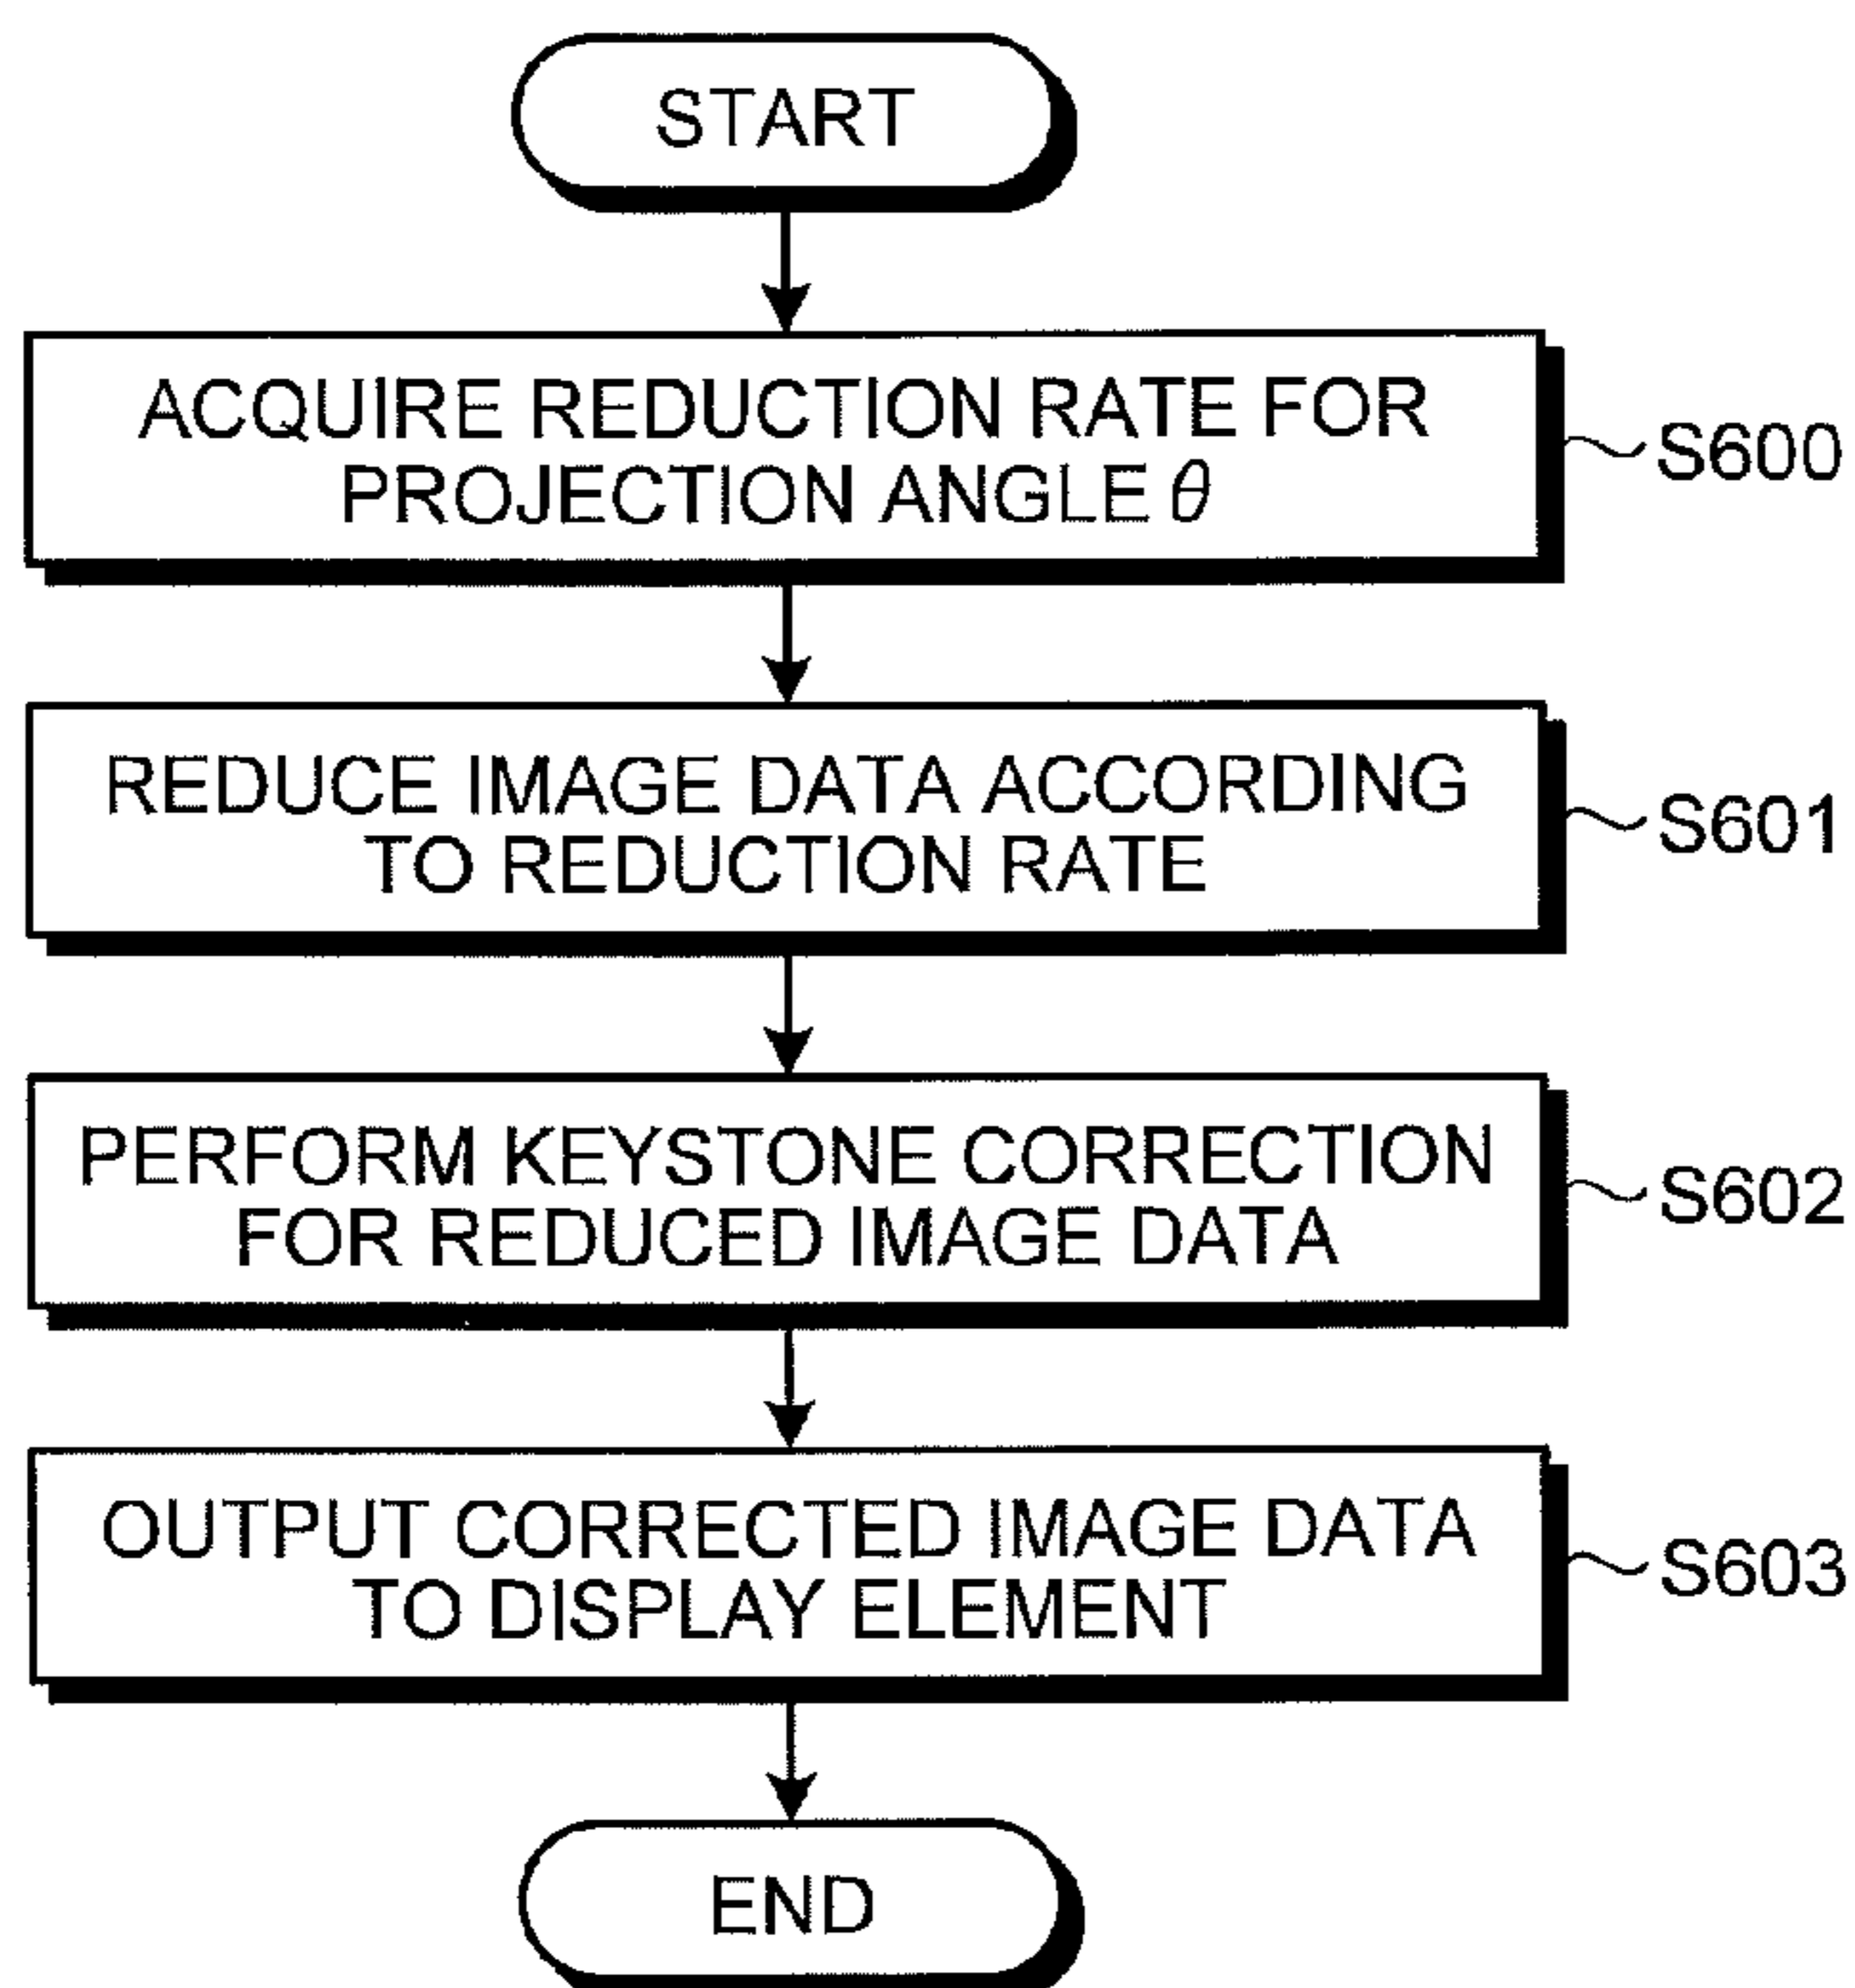 START
ACQUIRE REDUCTION RATE FOR
PROJECTION ANGLE θ
S600
REDUCE IMAGE DATA ACCORDING
TO REDUCTION RATE
S601
PERFORM KEYSTONE CORRECTION
FOR REDUCED IMAGE DATA
S602
OUTPUT CORRECTED IMAGE DATA
TO DISPLAY ELEMENT
S603
END